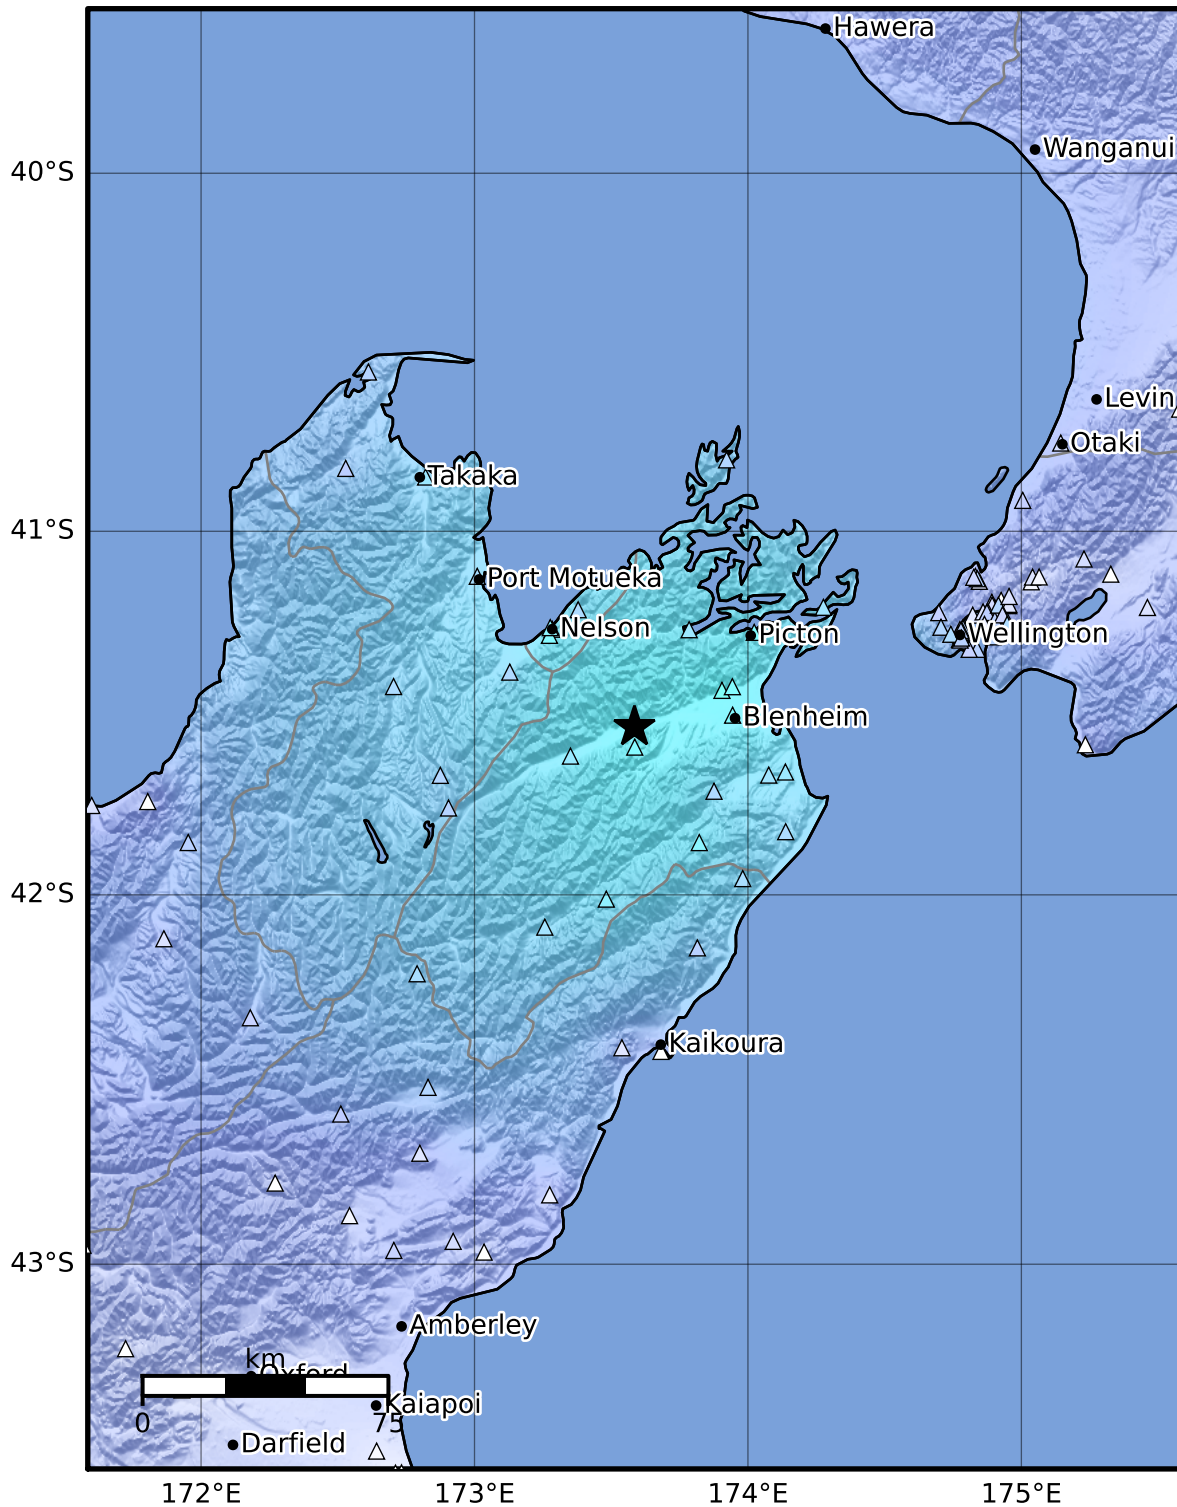 Hawera
Wanganui
40°S
Levin
Otaki
Takaka
41°S
Port Motueka
Nelson
Picton
Wellington
Blenheim
42°S
Kaikoura
43°S
Amberley
km
Oxford
Kaiapoi
0
75
Darfield
172°E
173°E
174°E
175°E